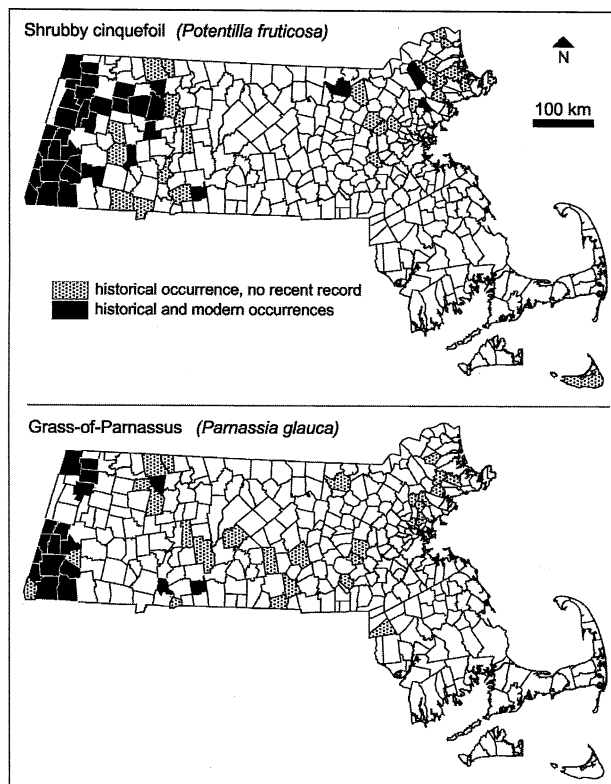 Shrubby cinquefoil (Potentilla fruticosa)
N
100 km
historical occurrence, no recent record
historical and modern occurrences
Grass-of-Parnassus (Parnassia glauca)